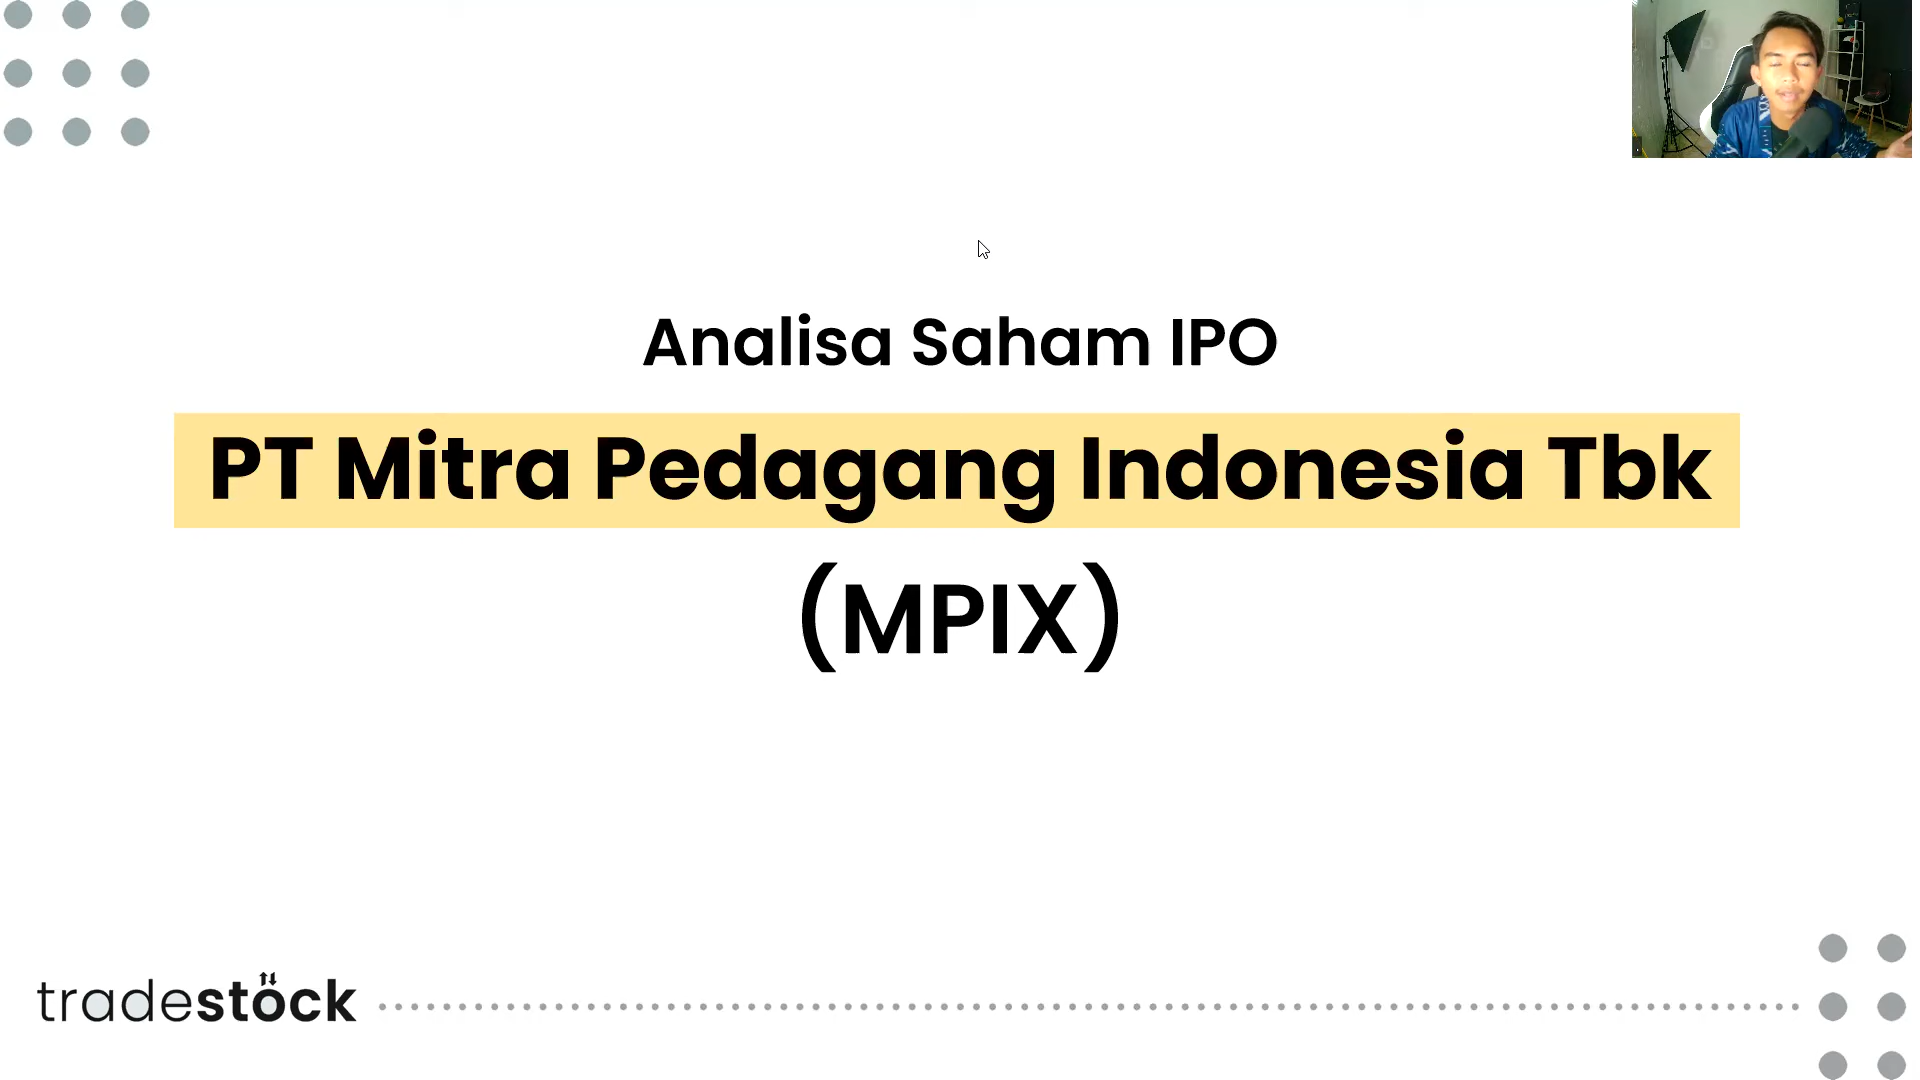 Analisa Saham IPO
PT Mitra Pedagang Indonesia Tbk
(MPIX)
tradestock